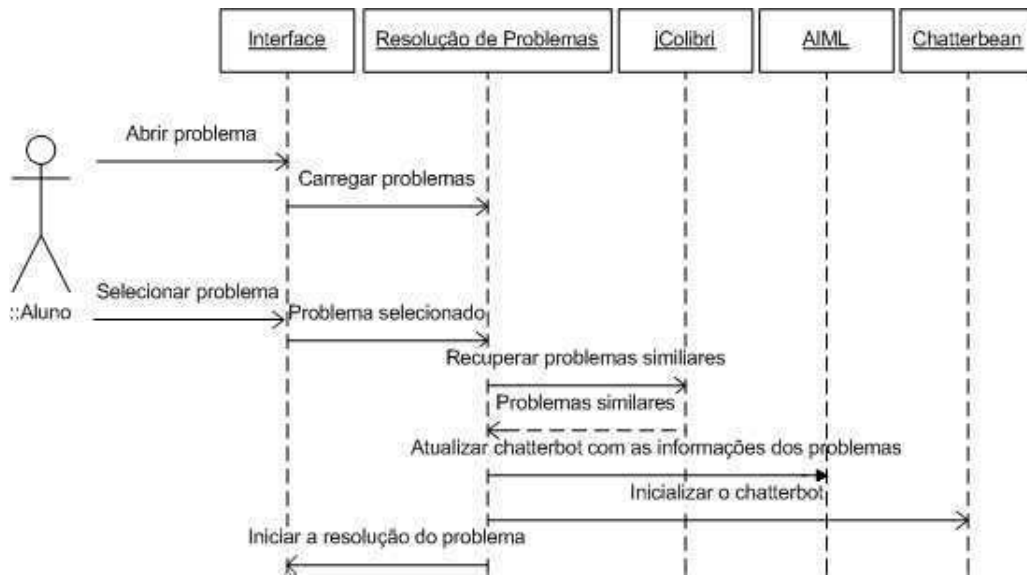 Interface
Resolução de Problemas
jColibri
AIML
Chatterbean
Abrir problema
Carregar problemas
Selecionar problema
::Aluno
Problema selecionado
Recuperar problemas similiares
Problemas similares
Atualizar chatterbot com as informações dos problemas
Inicializar o chatterbot
Iniciar a resolução do problema